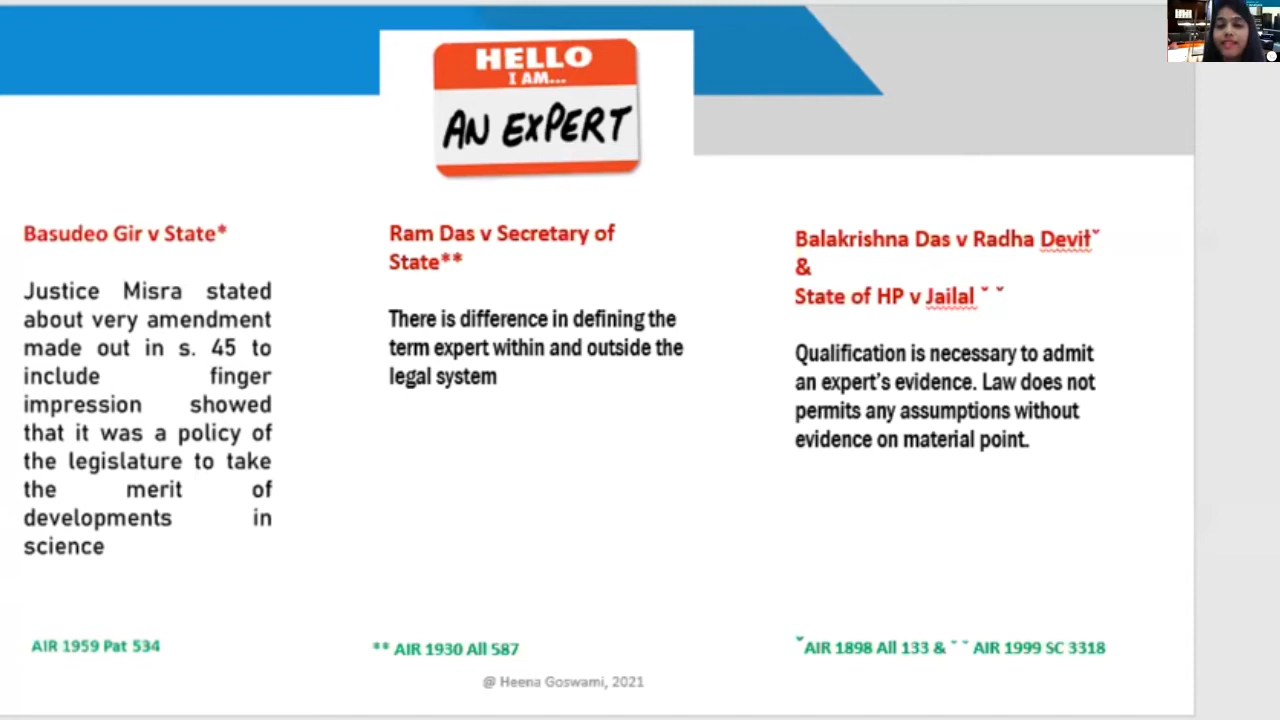 HELLO
I AM...
AN EXPERT
Basudeo Gir v State*
Justice Misra stated
about very amendment
made out in s. 45 to
include finger
impression showed
that it was a policy of
the legislature to take
the merit of
developments in
science
AIR 1959 Pat 534
Ram Das v Secretary of
State**
There is difference in defining the
term expert within and outside the
legal system
** AIR 1930 All 587
Balakrishna Das v Radha Devitˇ
&
State of HP v Jailal ˇ ˇ
Qualification is necessary to admit
an expert's evidence. Law does not
permits any assumptions without
evidence on material point.
ˇAIR 1898 All 133 & ˇ ˇ AIR 1999 SC 3318
@ Heena Goswami, 2021